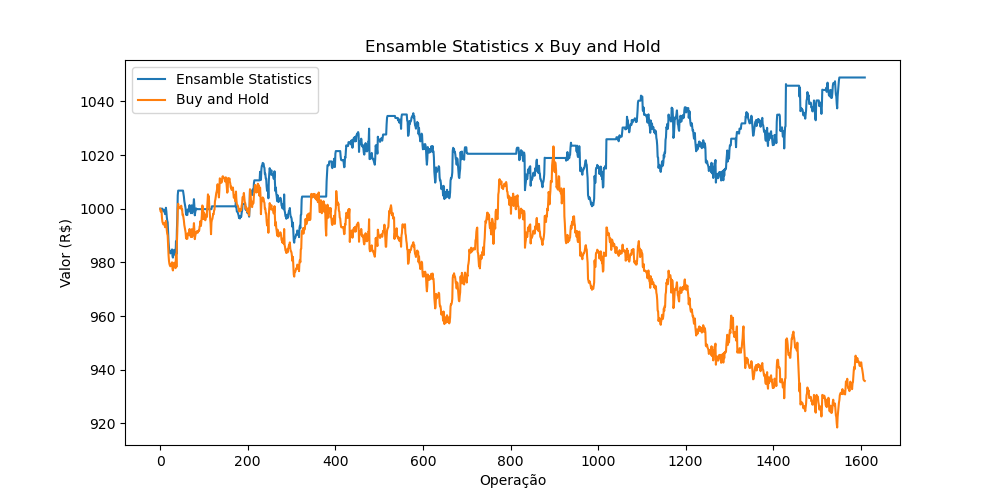 Ensamble Statistics x Buy and Hold
Ensamble Statistics
Buy and Hold
Valor (R$)
1040
1020
1000
980
960
940
920
0 200 400 600 800 1000 1200 1400 1600
Operação